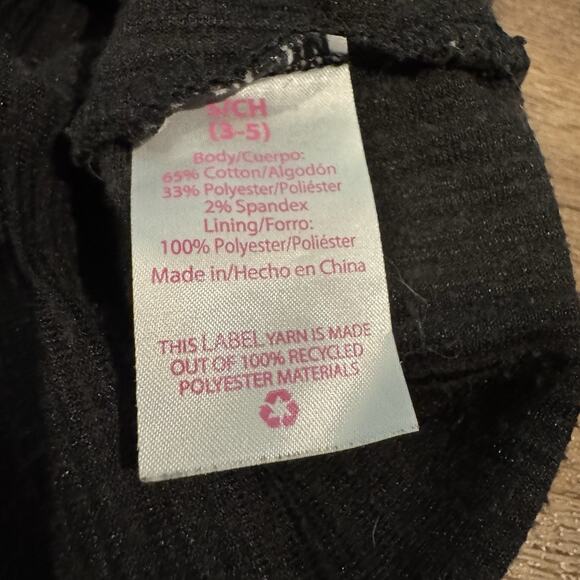 S/CH
(3-5)
Body/Cuerpo:
65% Cotton/Algodón
33% Polyester/Poliéster
2% Spandex
Lining/Forro:
100% Polyester/Poliéster
Made in/Hecho en China
THIS LABEL YARN IS MADE
OUT OF 100% RECYCLED
POLYESTER MATERIALS